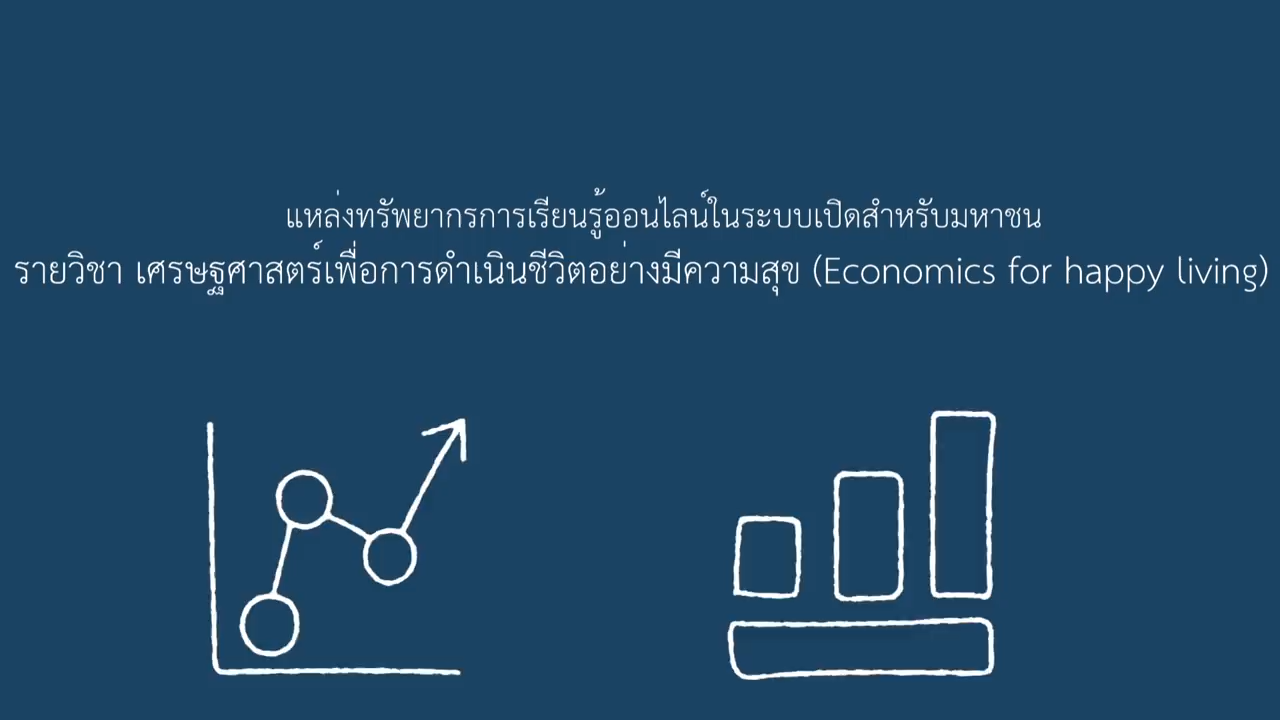 แหล่งทรัพยากรการเรียนรู้ออนไลน์ในระบบเปิดสำหรับมหาชน
รายวิชา เศรษฐศาสตร์เพื่อการดำเนินชีวิตอย่างมีความสุข (Economics for happy living)